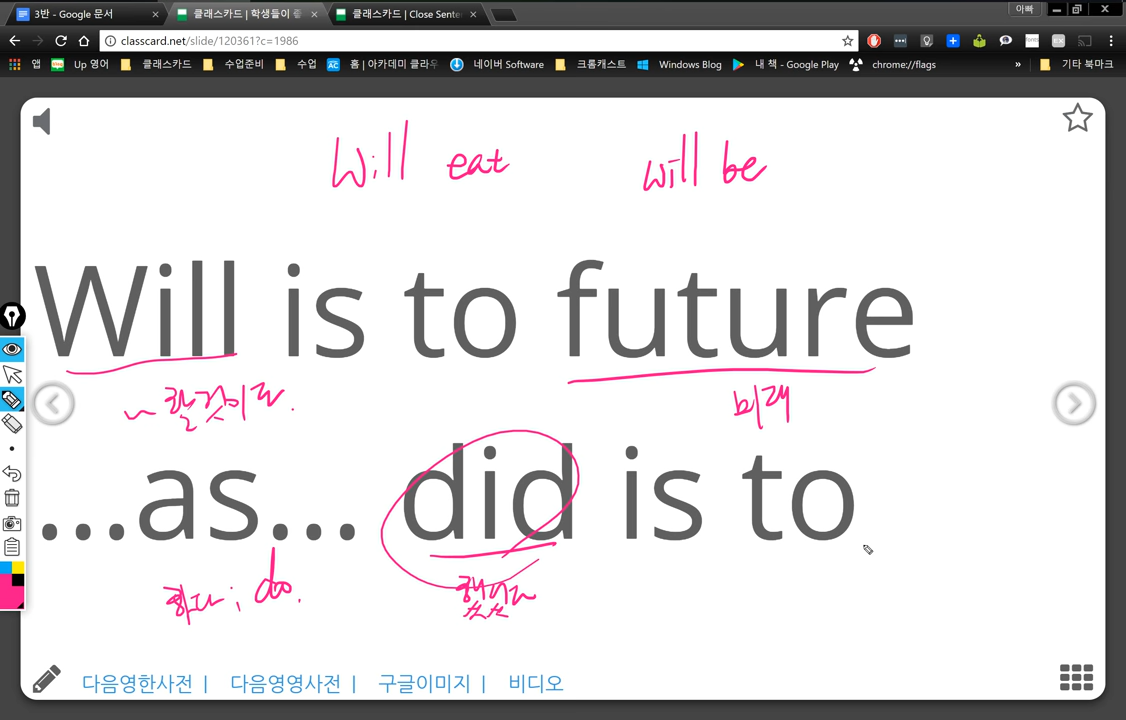 3반 - Google 문서
클래스카드 | 학생들이 즐
클래스카드 | Close Sente
아빠
classcard.net/slide/120361?c=1986
앱 Up 영어 클래스카드 수업준비 수업 홈 | 아카데미 클라우 네이버 Software 크롬캐스트 Windows Blog 내 책 - Google Play chrome://flags » 기타 북마크
Will eat will be
Will is to future
~ 할것이다. 미래
...as... did is to
하다; do. 했었다
다음영한사전 | 다음영영사전 | 구글이미지 | 비디오